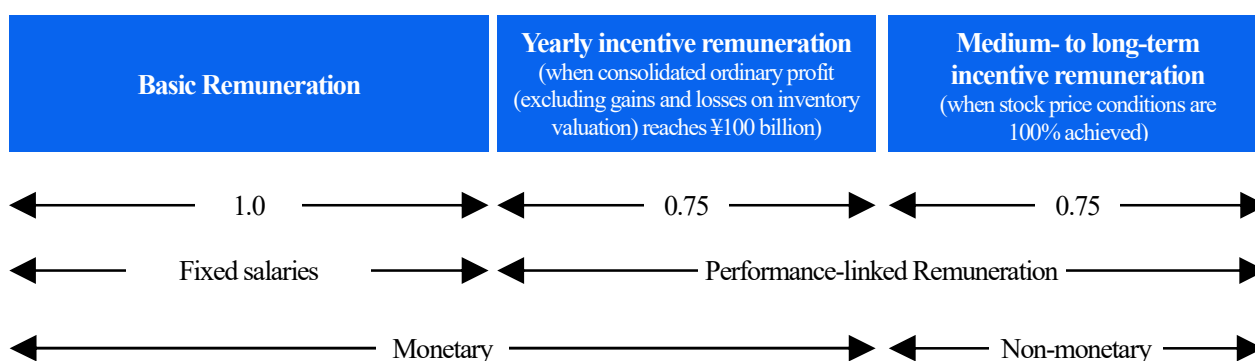 Basic Remuneration
Yearly incentive remuneration
(when consolidated ordinary profit
(excluding gains and losses on inventory
valuation) reaches ¥100 billion)
Medium- to long-term
incentive remuneration
(when stock price conditions are
100% achieved)
1.0
0.75
0.75
Fixed salaries
Performance-linked Remuneration
Monetary
Non-monetary